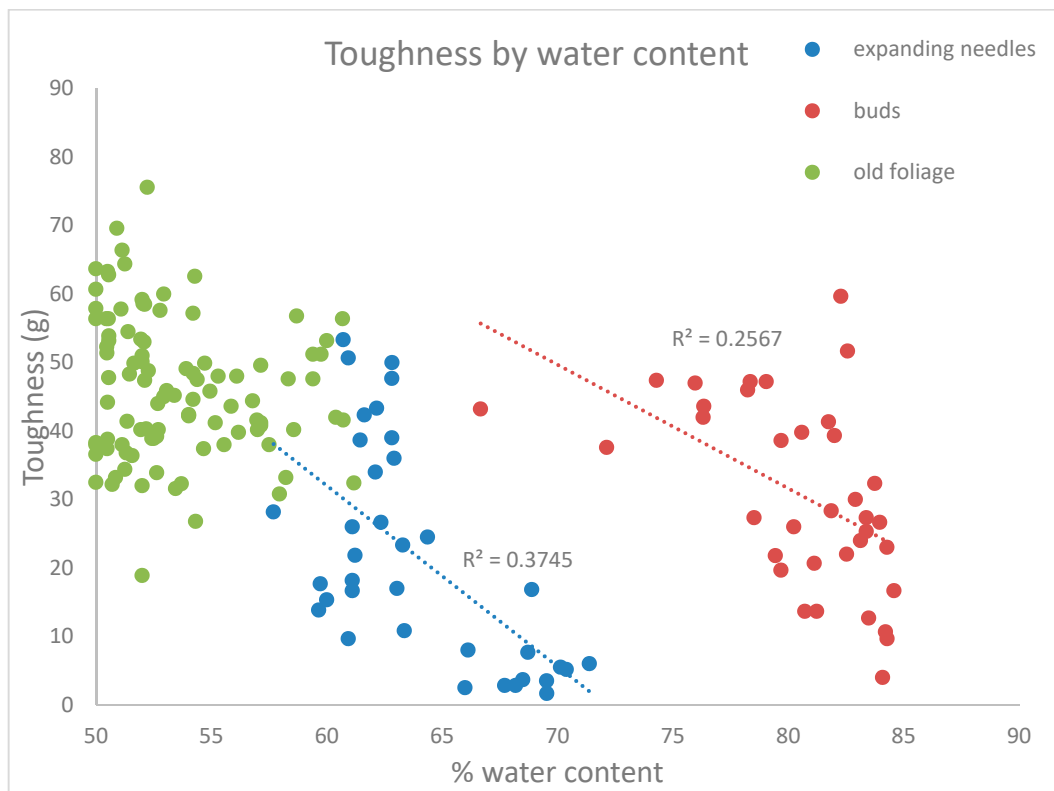 Toughness by water content
expanding needles
buds
old foliage
Toughness (g)
90
80
70
60
50
40
30
20
10
0
R² = 0.2567
R² = 0.3745
50 55 60 65 70 75 80 85 90
% water content